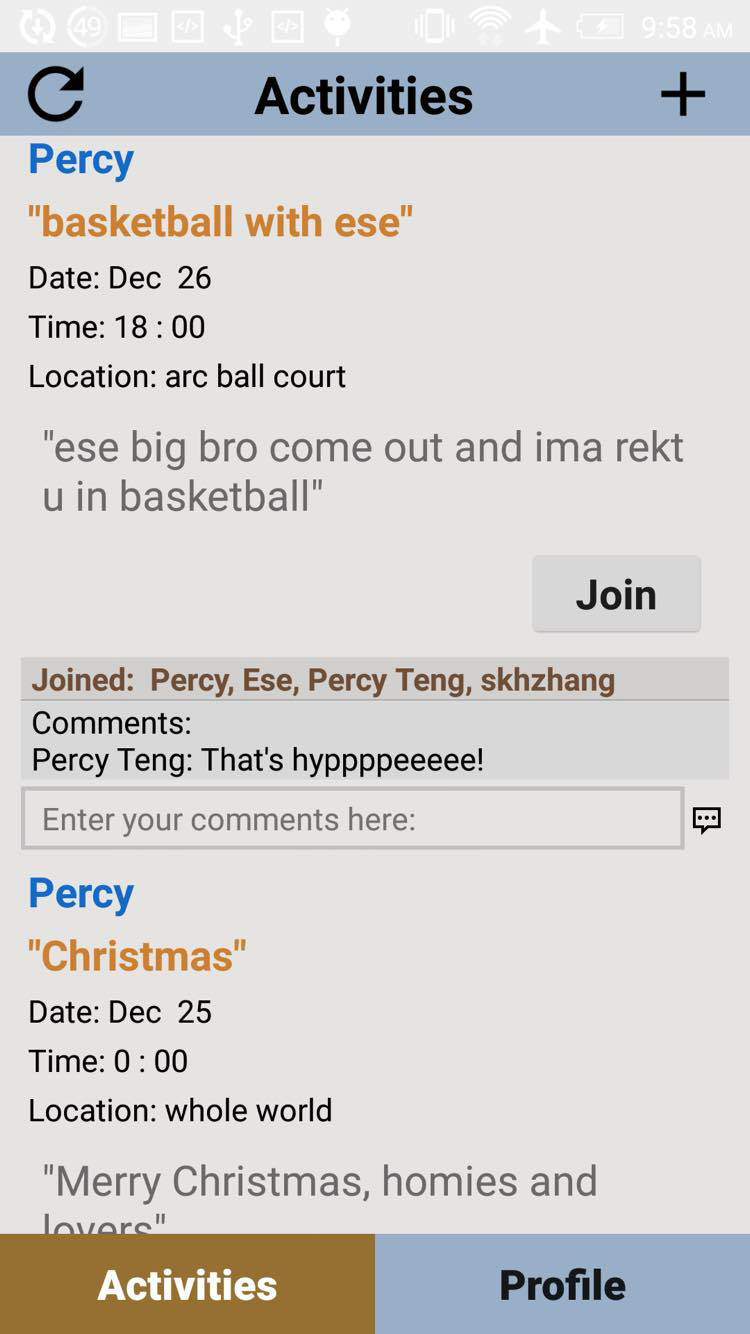 49
9:58 AM
Activities
Percy
"basketball with ese"
Date: Dec  26
Time: 18 : 00
Location: arc ball court
"ese big bro come out and ima rekt
u in basketball"
Join
Joined:  Percy, Ese, Percy Teng, skhzhang
Comments:
Percy Teng: That's hyppppeeeee!
Enter your comments here:
Percy
"Christmas"
Date: Dec  25
Time: 0 : 00
Location: whole world
"Merry Christmas, homies and
lovers"
Activities
Profile